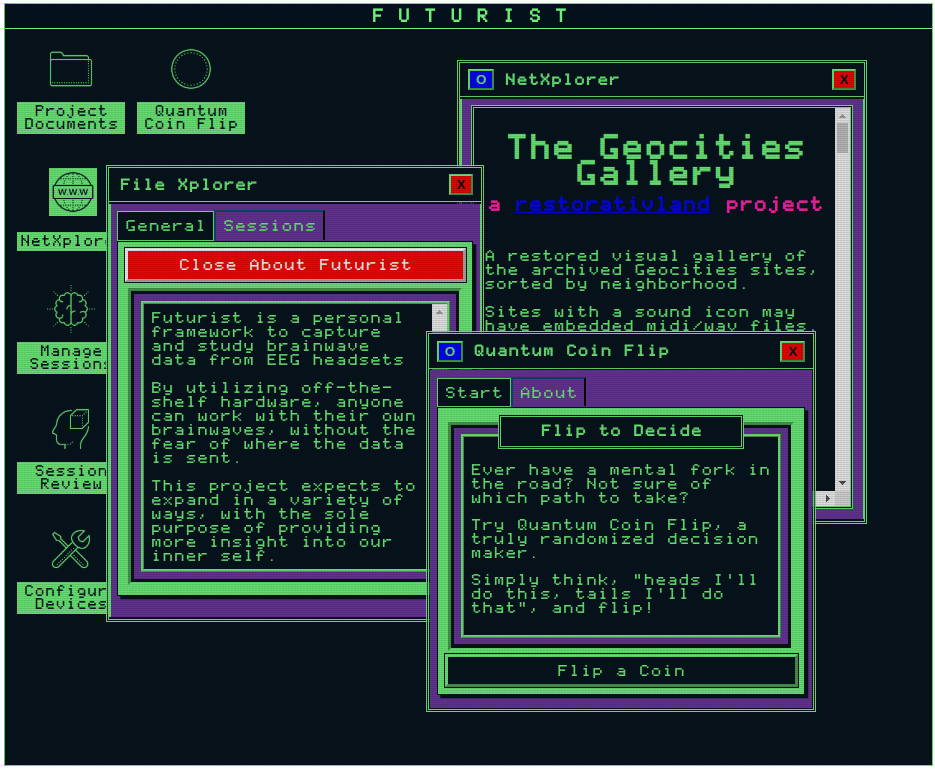 FUTURIST
Project
Documents
Quantum
Coin Flip
WWW
NetXplore
Manage
Sessions
Session
Review
Configur
Devices
File Xplorer
X
General
Sessions
Close About Futurist
Futurist is a personal
framework to capture
and study brainwave
data from EEG headsets
By utilizing off-the-
shelf hardware, anyone
can work with their own
brainwaves, without the
fear of where the data
is sent.
This project expects to
expand in a variety of
ways, with the sole
purpose of providing
more insight into our
inner self.
O
NetXplorer
X
The Geocities
Gallery
a restorativland project
A restored visual gallery of
the archived Geocities sites,
sorted by neighborhood.
Sites with a sound icon may
have embedded midi/wav files
O
Quantum Coin Flip
X
Start
About
Flip to Decide
Ever have a mental fork in
the road? Not sure of
which path to take?
Try Quantum Coin Flip, a
truly randomized decision
maker.
Simply think, "heads I'll
do this, tails I'll do
that", and flip!
Flip a Coin